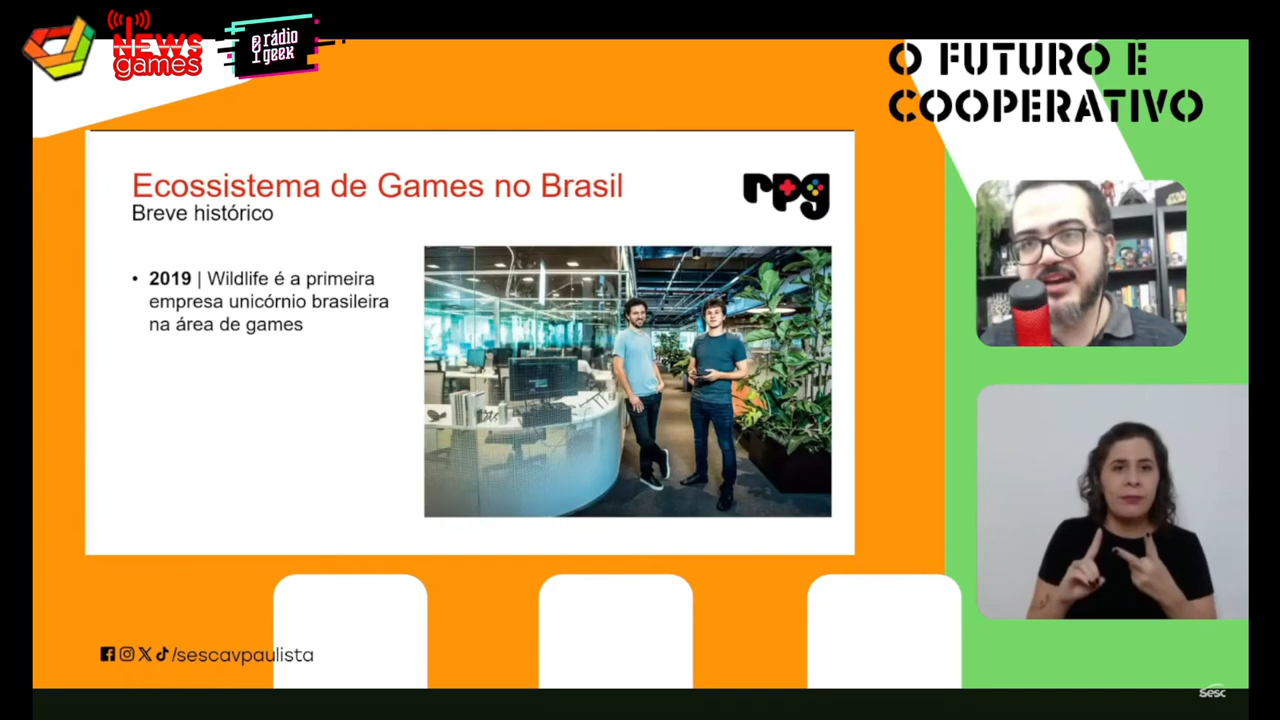 NEWS
games
rádio
geek
O FUTURO É
COOPERATIVO
Ecossistema de Games no Brasil
Breve histórico
rpg
• 2019 | Wildlife é a primeira
empresa unicórnio brasileira
na área de games
/sescavpaulista
Sesc